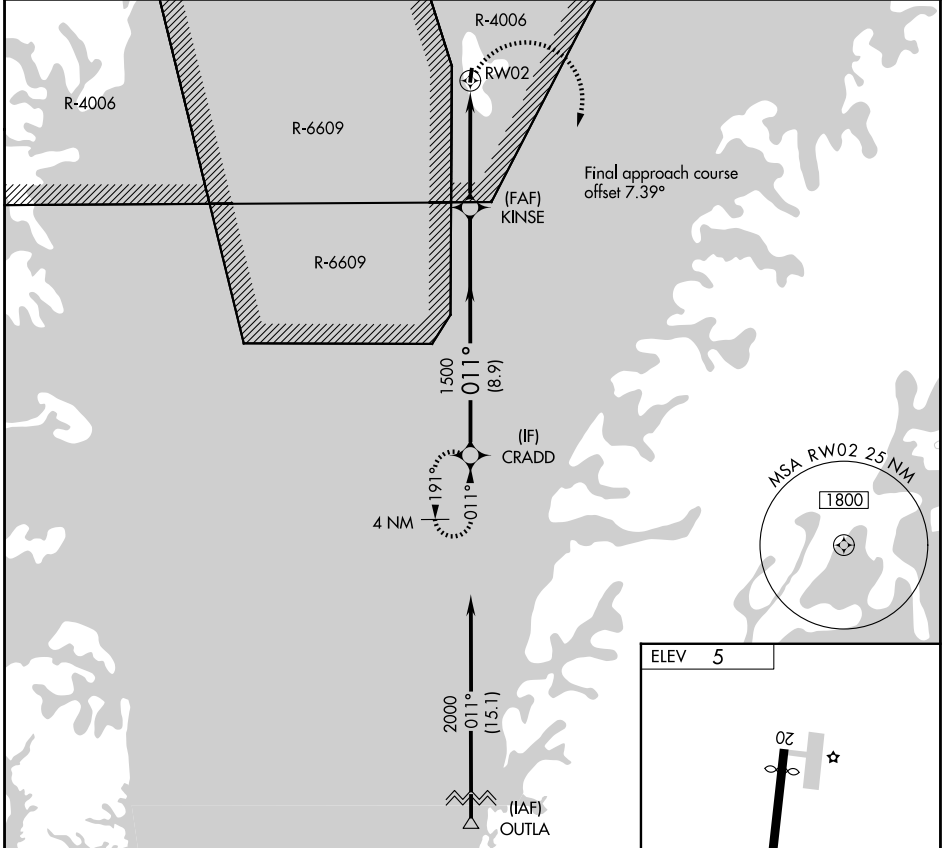 R-4006
RW02
R-4006
R-6609
Final approach course
offset 7.39°
(FAF)
KINSE
R-6609
1500
011°
(8.9)
(IF)
CRADD
191°
011°
4 NM
MSA RW02 25 NM
1800
2000
011°
(15.1)
(IAF)
OUTLA
ELEV 5
20